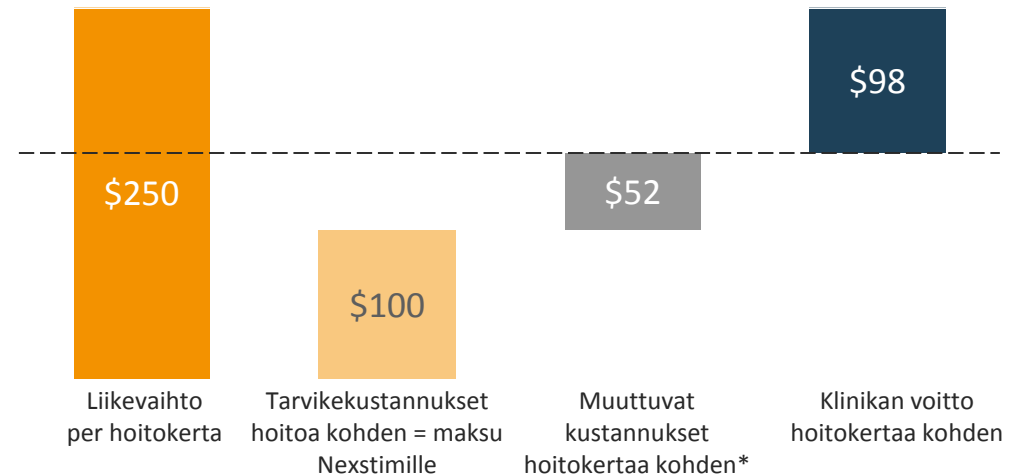 $250
$100
$52
$98
Liikevaihto
per hoitokerta
Tarvikekustannukset
hoitoa kohden = maksu
Nexstimille
Muuttuvat
kustannukset
hoitokertaa kohden*
Klinikan voitto
hoitokertaa kohden